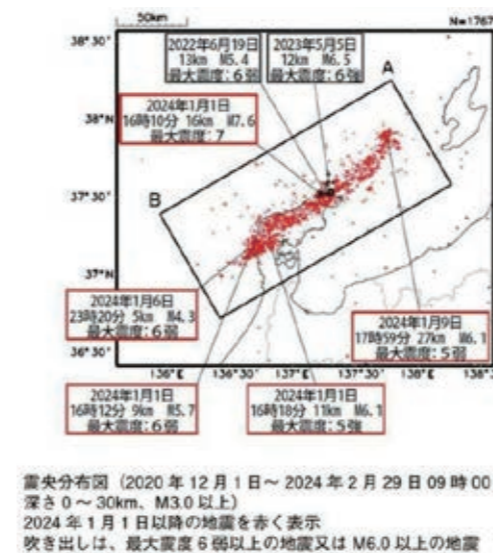 50km
N=1767
38°30'
2022年6月19日
13km M5.4
最大震度:6弱
2023年5月5日
12km M6.5
最大震度:6強
A
38°N
2024年1月1日
16時10分 16km M7.6
最大震度:7
37°30'
B
37°N
2024年1月6日
23時20分 5km M4.3
最大震度:6弱
2024年1月9日
17時59分 27km M6.1
最大震度:5弱
36°30'
136°E
136°30'
137°E
137°30'
138°E
138°3
2024年1月1日
16時12分 9km M5.7
最大震度:6弱
2024年1月1日
16時18分 11km M6.1
最大震度:5強
震央分布図(2020年12月1日~2024年2月29日09時00
深さ0~30km、M3.0以上)
2024年1月1日以降の地震を赤く表示
吹き出しは、最大震度6弱以上の地震又はM6.0以上の地震